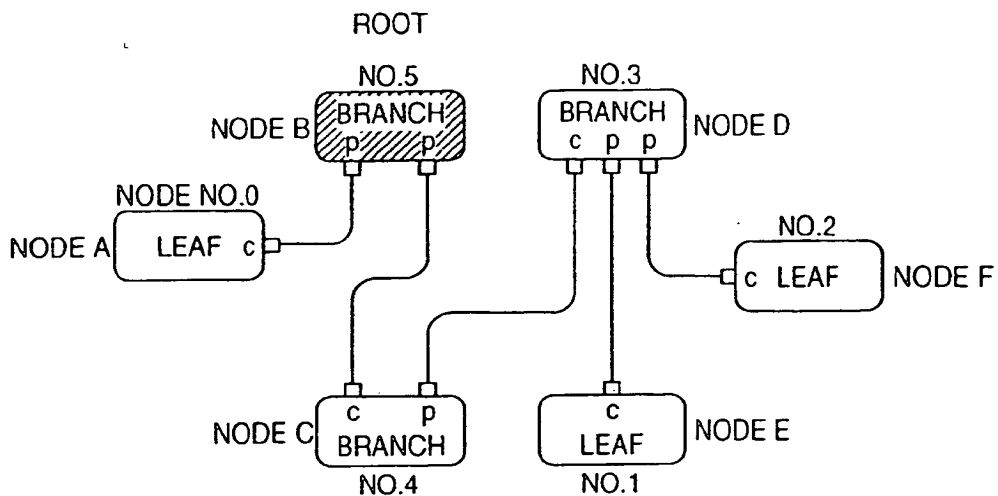 ROOT
NO.5
NO.3
NODE B
BRANCH
p p
BRANCH
c p p
NODE D
NODE NO.0
NODE A
LEAF c
NO.2
c LEAF
NODE F
NODE C
c p
BRANCH
NO.4
c
LEAF
NODE E
NO.1